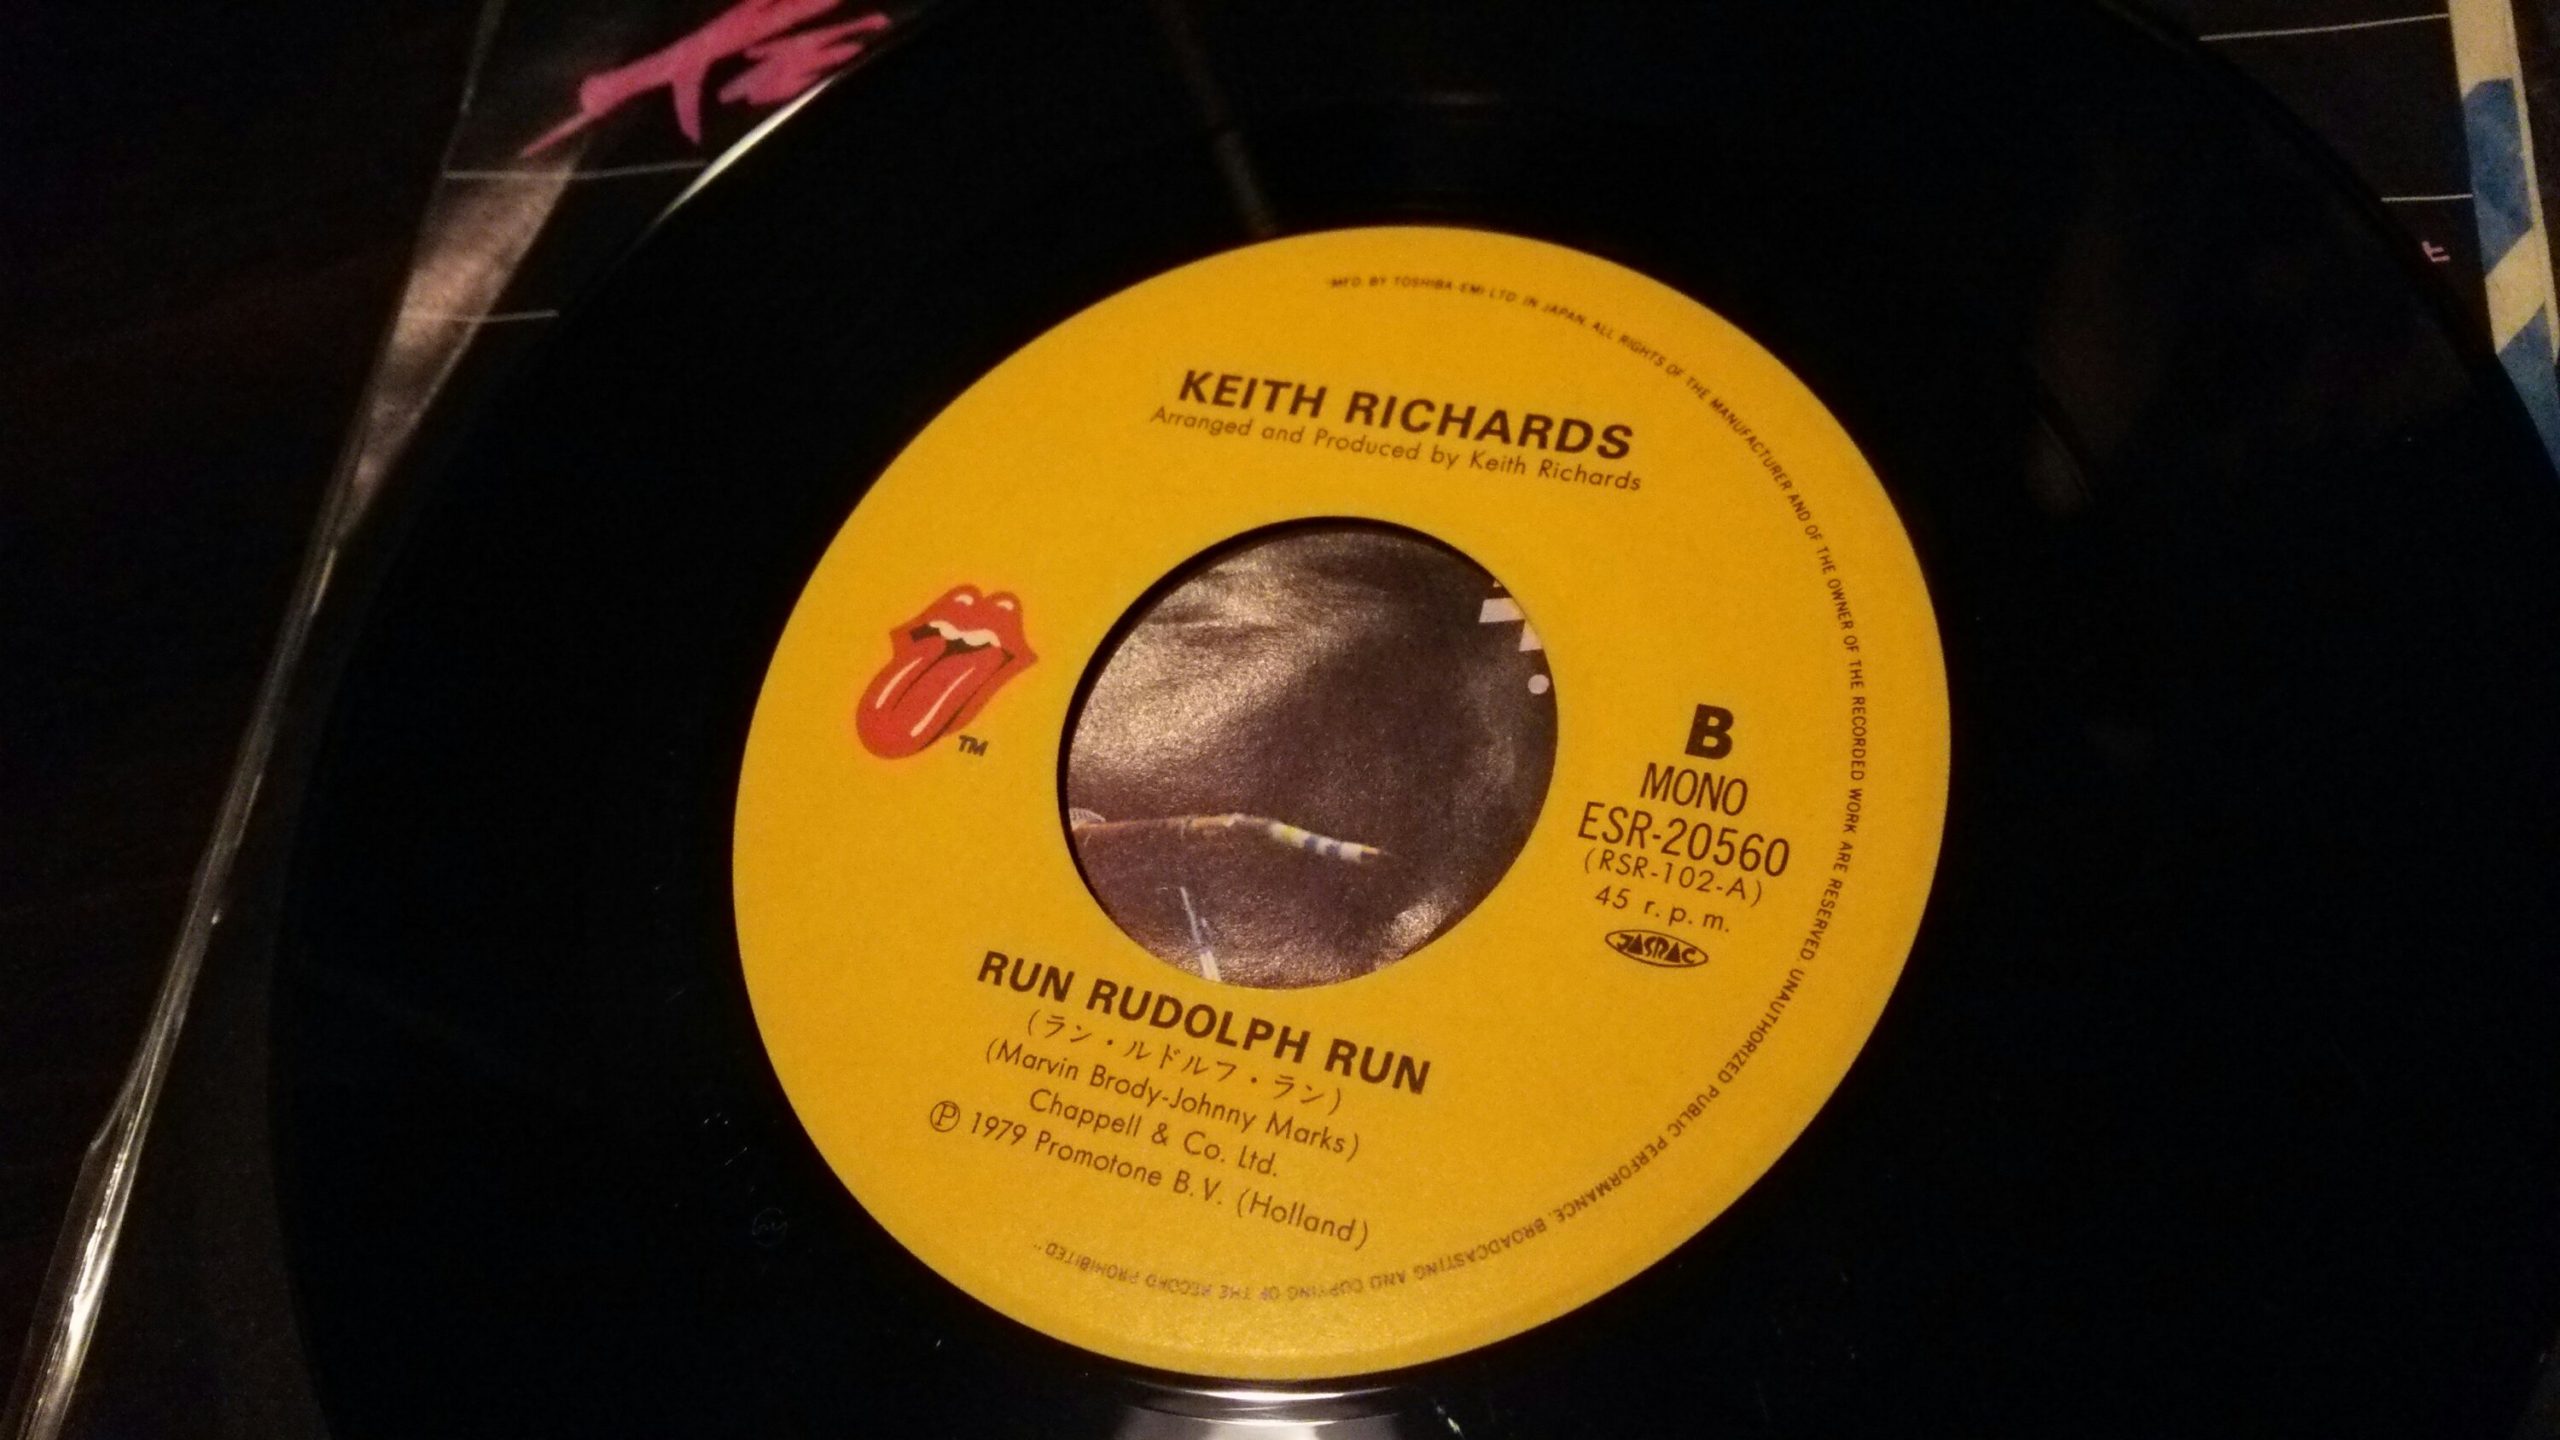 KEITH RICHARDS
Arranged and Produced by Keith Richards
TM
B
MONO
ESR-20560
(RSR-102-A)
45 r.p.m.
JASRAC
RUN RUDOLPH RUN
(ラン・ルドルフ・ラン)
(Marvin Brody-Johnny Marks)
Chappell & Co. Ltd.
Ⓟ 1979 Promotone B.V. (Holland)
MFD. BY TOSHIBA-EMI LTD. IN JAPAN. ALL RIGHTS OF THE MANUFACTURER AND OF THE OWNER OF THE RECORDED WORK ARE RESERVED. UNAUTHORIZED PUBLIC PERFORMANCE, BROADCASTING AND COPYING OF THE RECORD PROHIBITED."